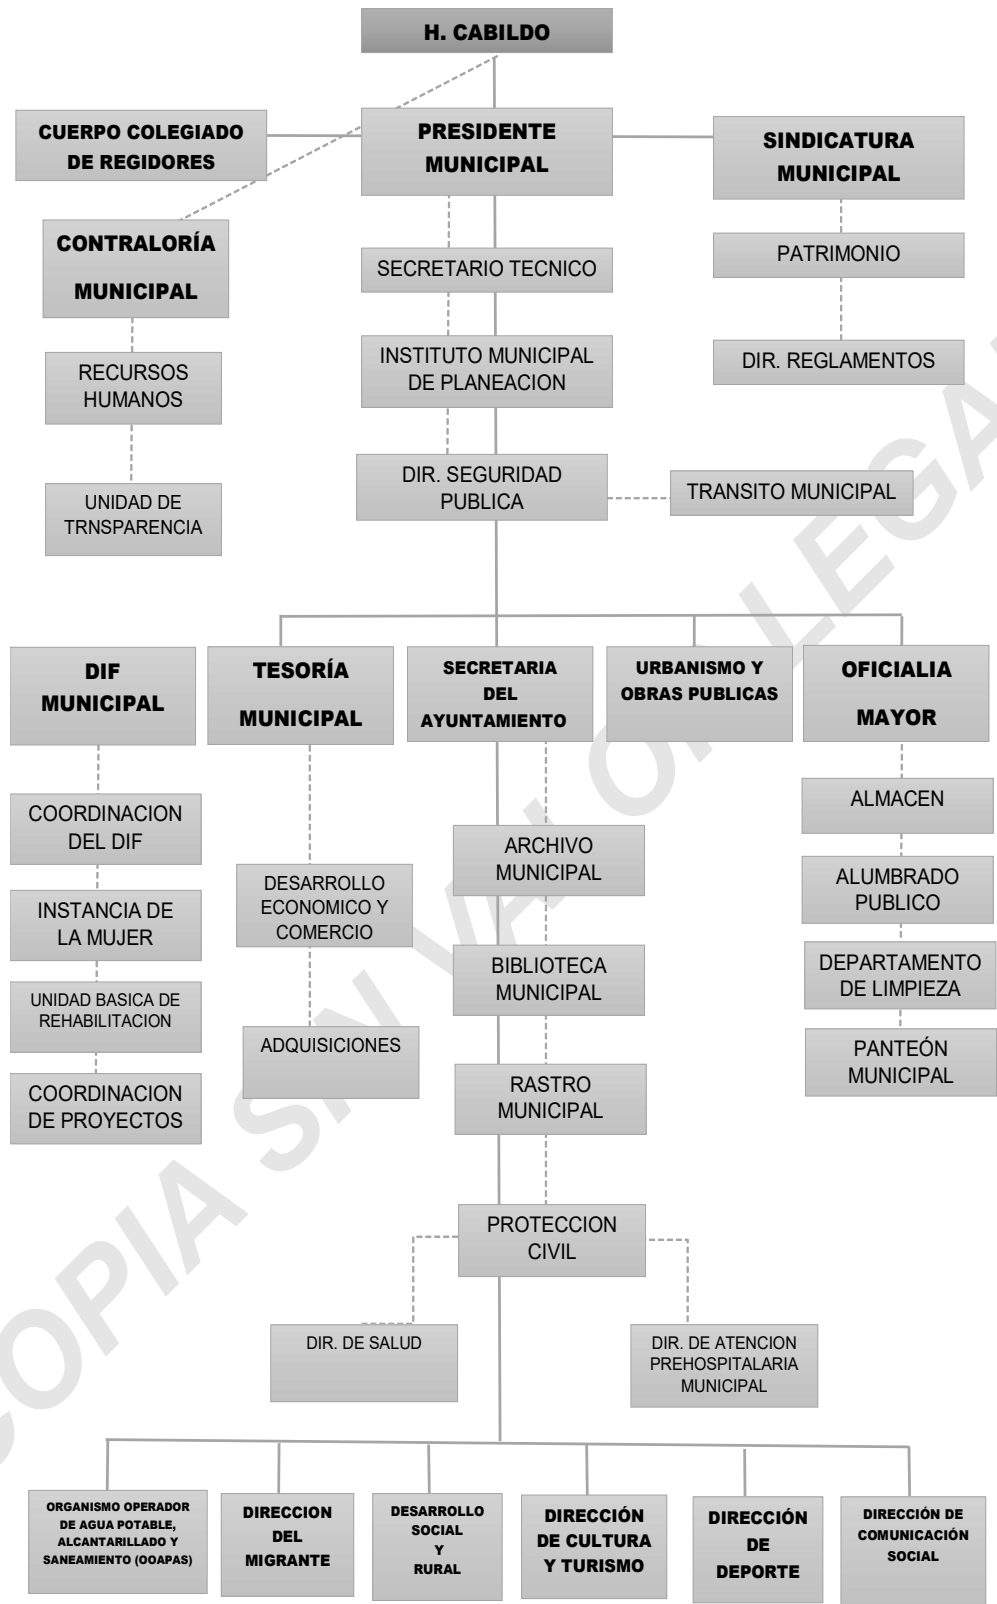 H. CABILDO
CUERPO COLEGIADO
DE REGIDORES
PRESIDENTE
MUNICIPAL
SINDICATURA
MUNICIPAL
CONTRALORÍA
MUNICIPAL
SECRETARIO TECNICO
PATRIMONIO
RECURSOS
HUMANOS
INSTITUTO MUNICIPAL
DE PLANEACION
DIR. REGLAMENTOS
UNIDAD DE
TRNSPARENCIA
DIR. SEGURIDAD
PUBLICA
TRANSITO MUNICIPAL
DIF
MUNICIPAL
TESORÍA
MUNICIPAL
SECRETARIA
DEL
AYUNTAMIENTO
URBANISMO Y
OBRAS PUBLICAS
OFICIALIA
MAYOR
COORDINACION
DEL DIF
INSTANCIA DE
LA MUJER
UNIDAD BASICA DE
REHABILITACION
COORDINACION
DE PROYECTOS
DESARROLLO
ECONOMICO Y
COMERCIO
ADQUISICIONES
ARCHIVO
MUNICIPAL
BIBLIOTECA
MUNICIPAL
RASTRO
MUNICIPAL
PROTECCION
CIVIL
ALMACEN
ALUMBRADO
PUBLICO
DEPARTAMENTO
DE LIMPIEZA
PANTEÓN
MUNICIPAL
DIR. DE SALUD
DIR. DE ATENCION
PREHOSPITALARIA
MUNICIPAL
ORGANISMO OPERADOR
DE AGUA POTABLE,
ALCANTARILLADO Y
SANEAMIENTO (OOAPAS)
DIRECCION
DEL
MIGRANTE
DESARROLLO
SOCIAL
Y
RURAL
DIRECCIÓN
DE CULTURA
Y TURISMO
DIRECCIÓN
DE
DEPORTE
DIRECCIÓN DE
COMUNICACIÓN
SOCIAL
COPIA SIN VALOR LEGAL